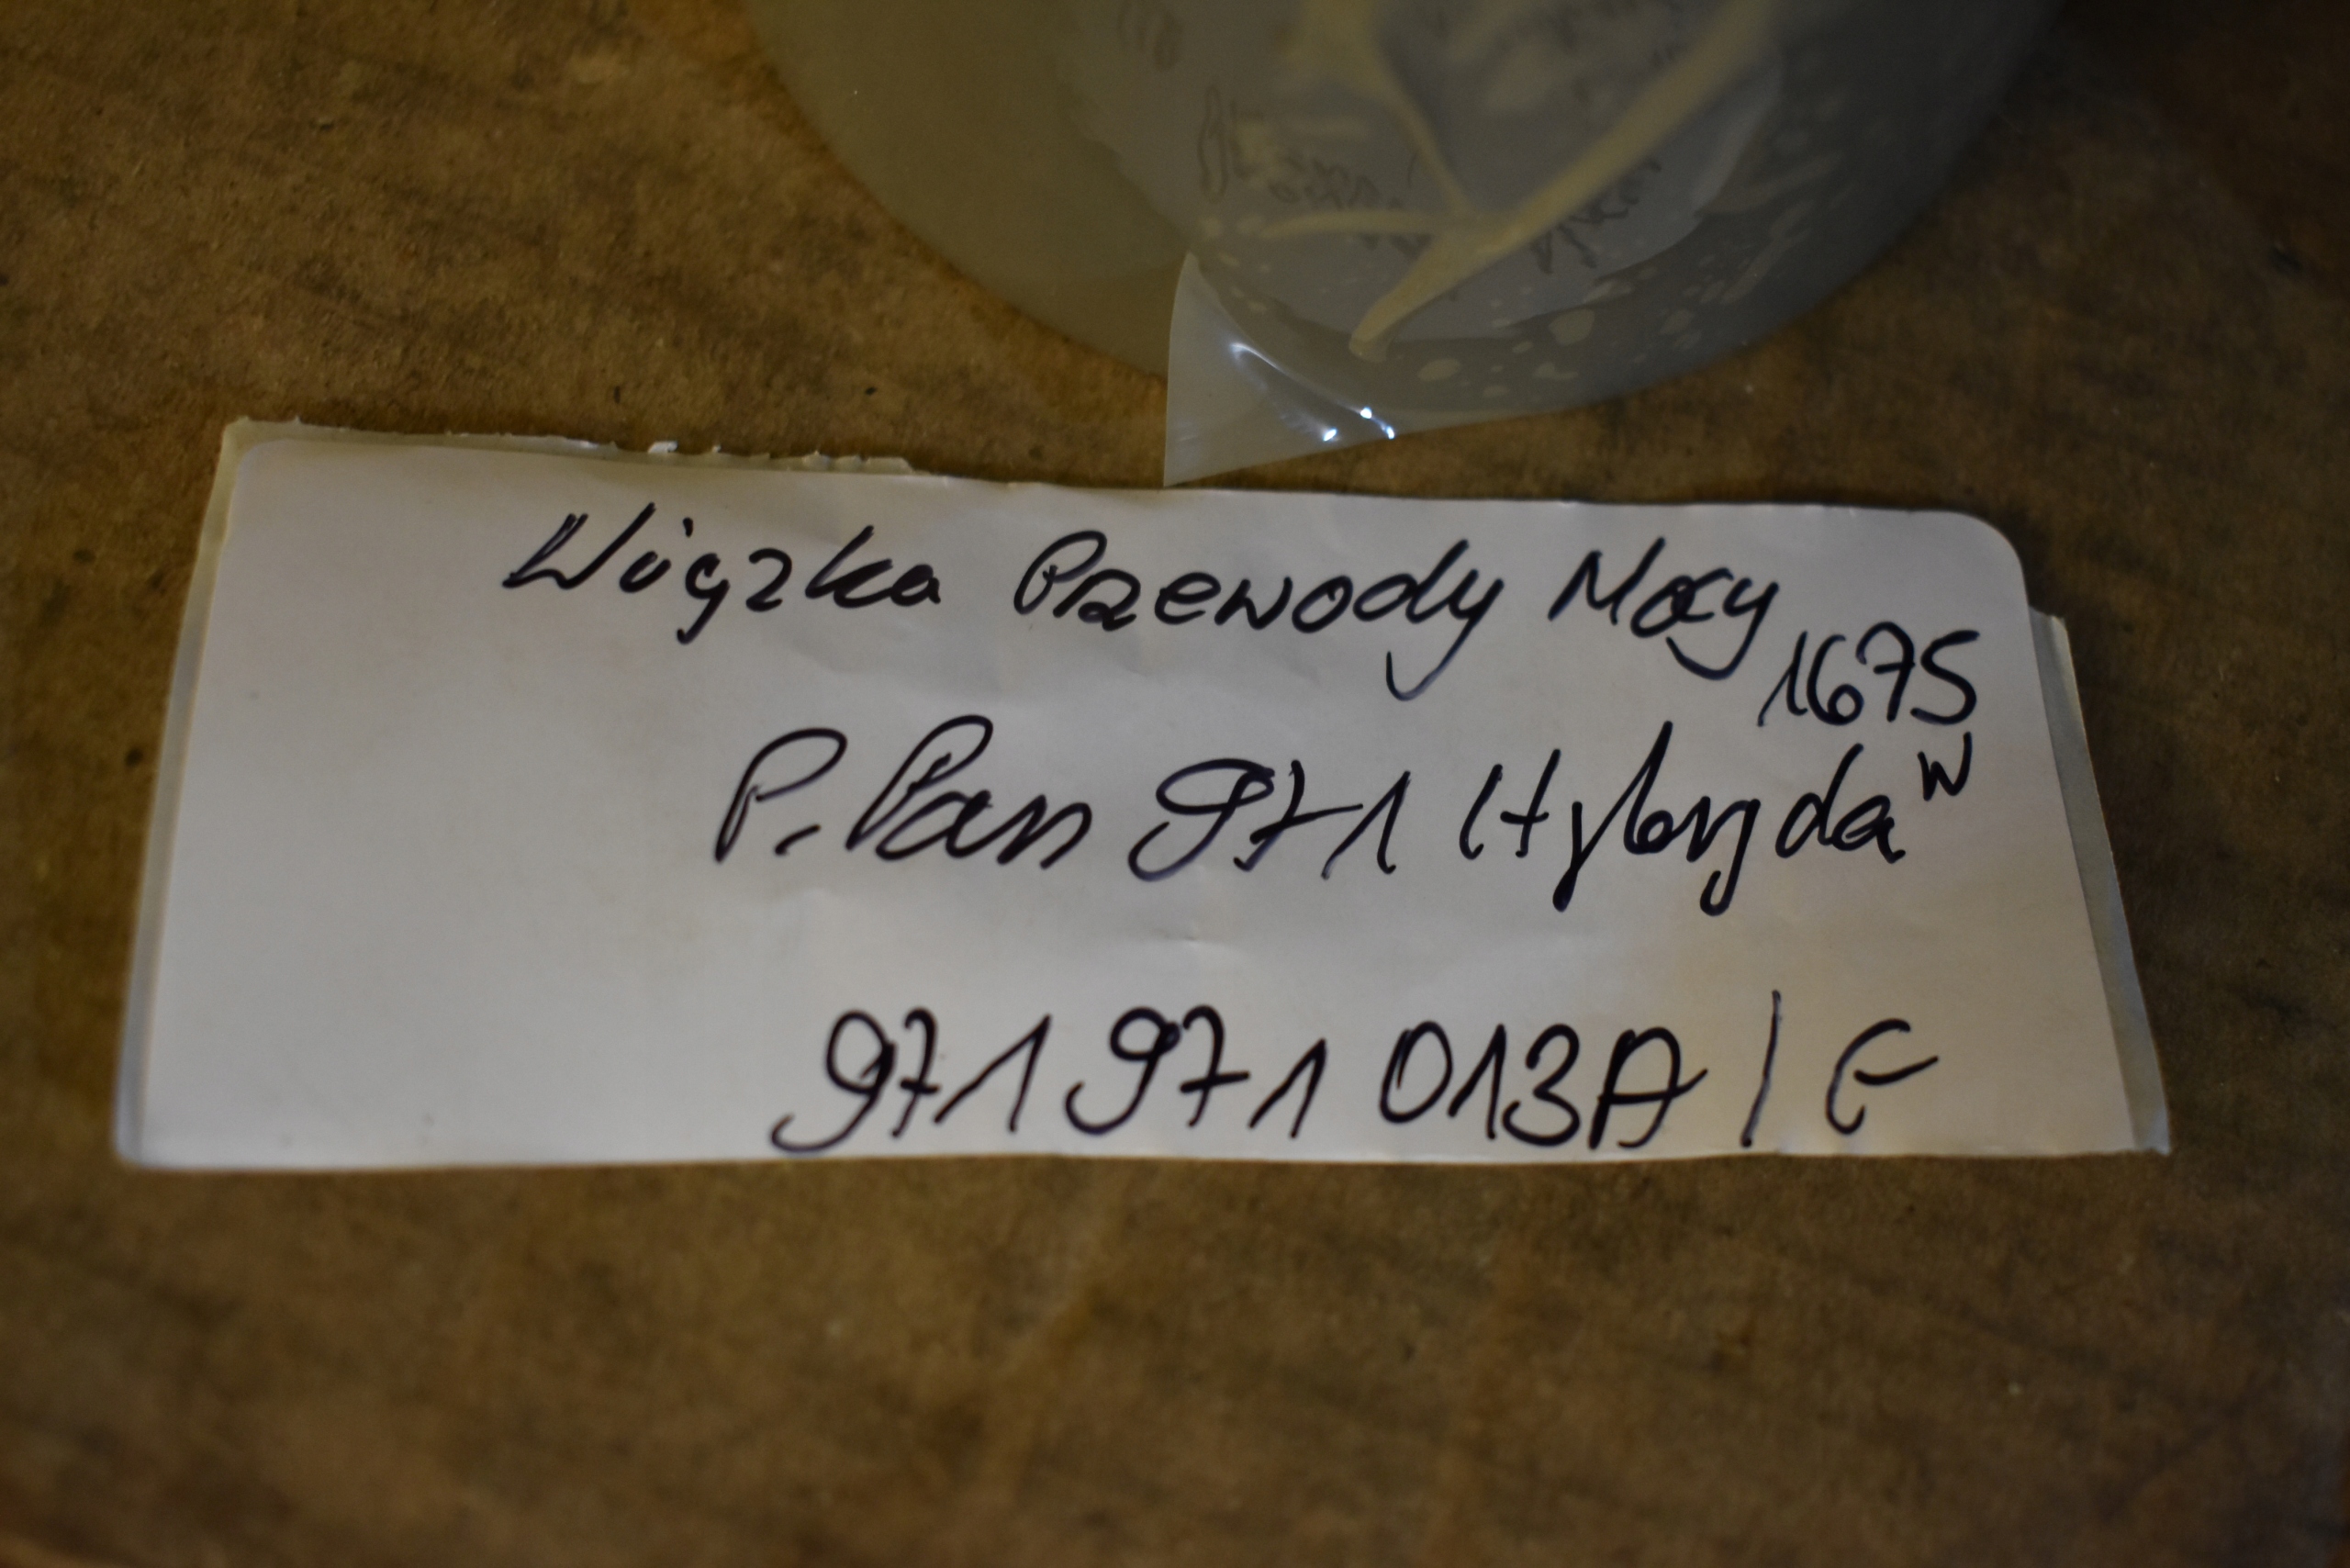 Wiązka Przewody Mocy
1675
P. Pan 971 Hybryda W
971 971 013A / E